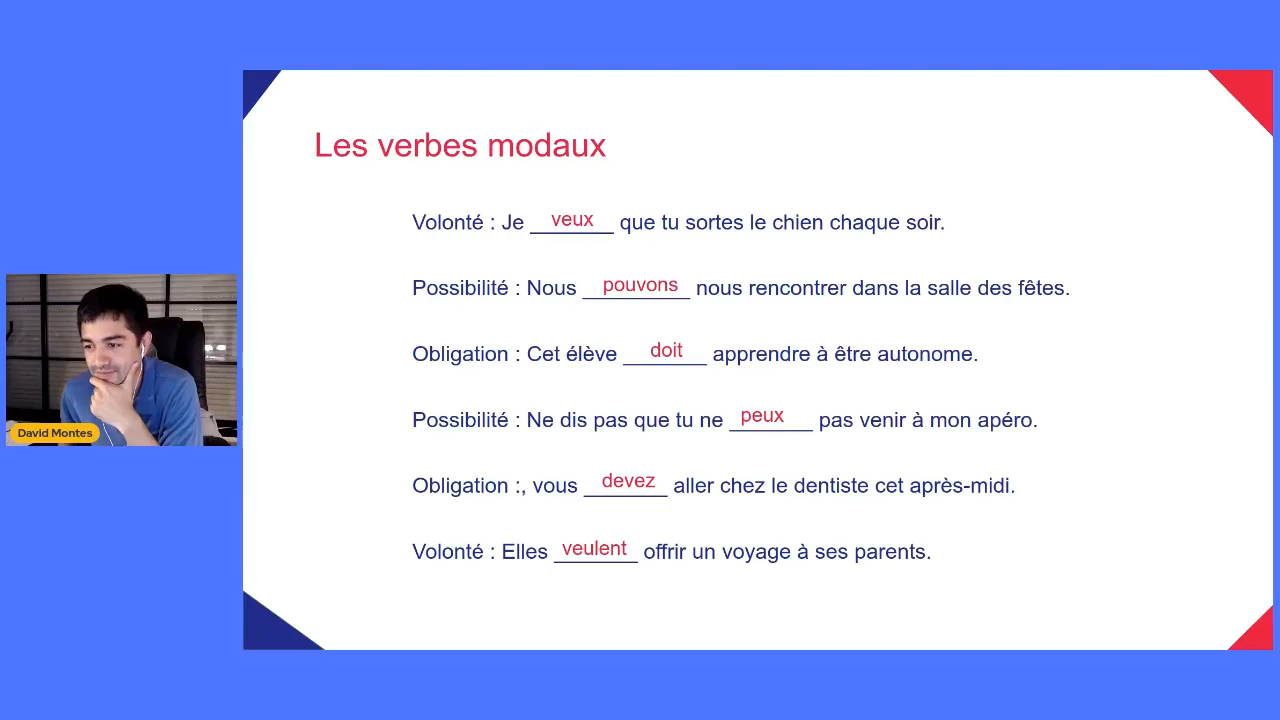 Les verbes modaux
Volonté : Je veux que tu sortes le chien chaque soir.
Possibilité : Nous pouvons nous rencontrer dans la salle des fêtes.
Obligation : Cet élève doit apprendre à être autonome.
Possibilité : Ne dis pas que tu ne peux pas venir à mon apéro.
Obligation :, vous devez aller chez le dentiste cet après-midi.
Volonté : Elles veulent offrir un voyage à ses parents.
David Montes